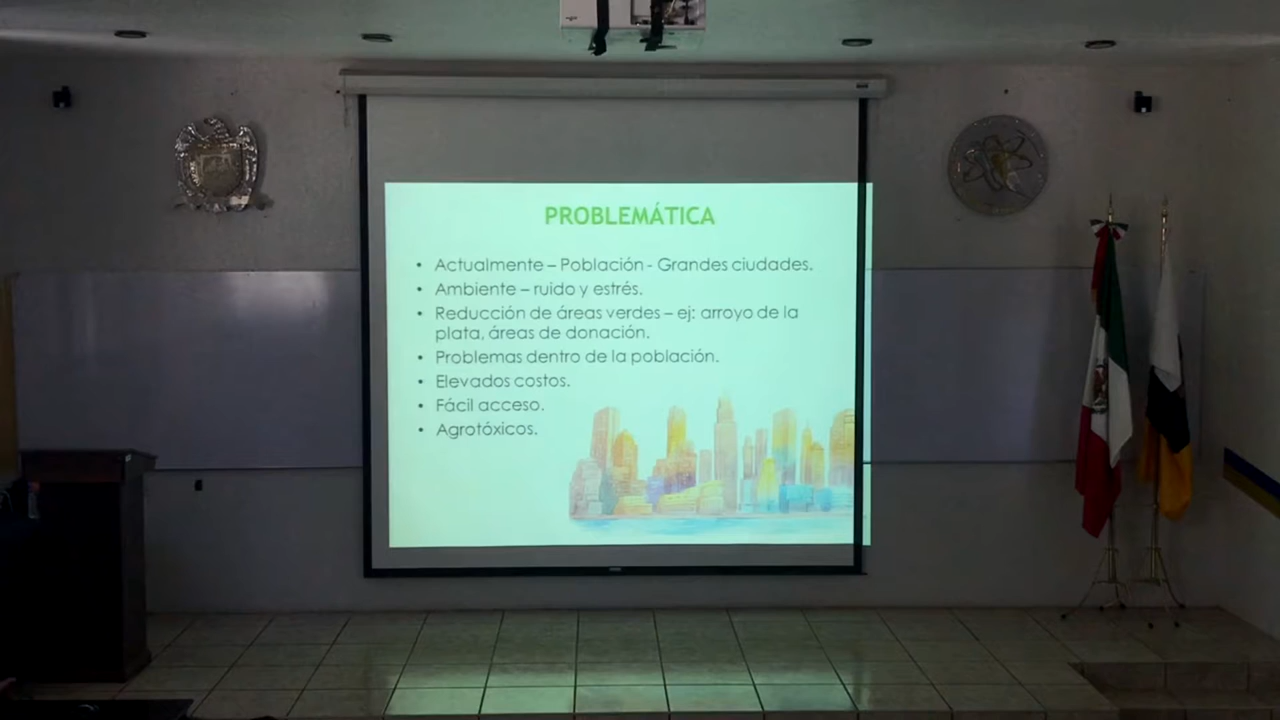 PROBLEMÁTICA
• Actualmente – Población - Grandes ciudades.
• Ambiente – ruido y estrés.
• Reducción de áreas verdes – ej: arroyo de la
plata, áreas de donación.
• Problemas dentro de la población.
• Elevados costos.
• Fácil acceso.
• Agrotóxicos.